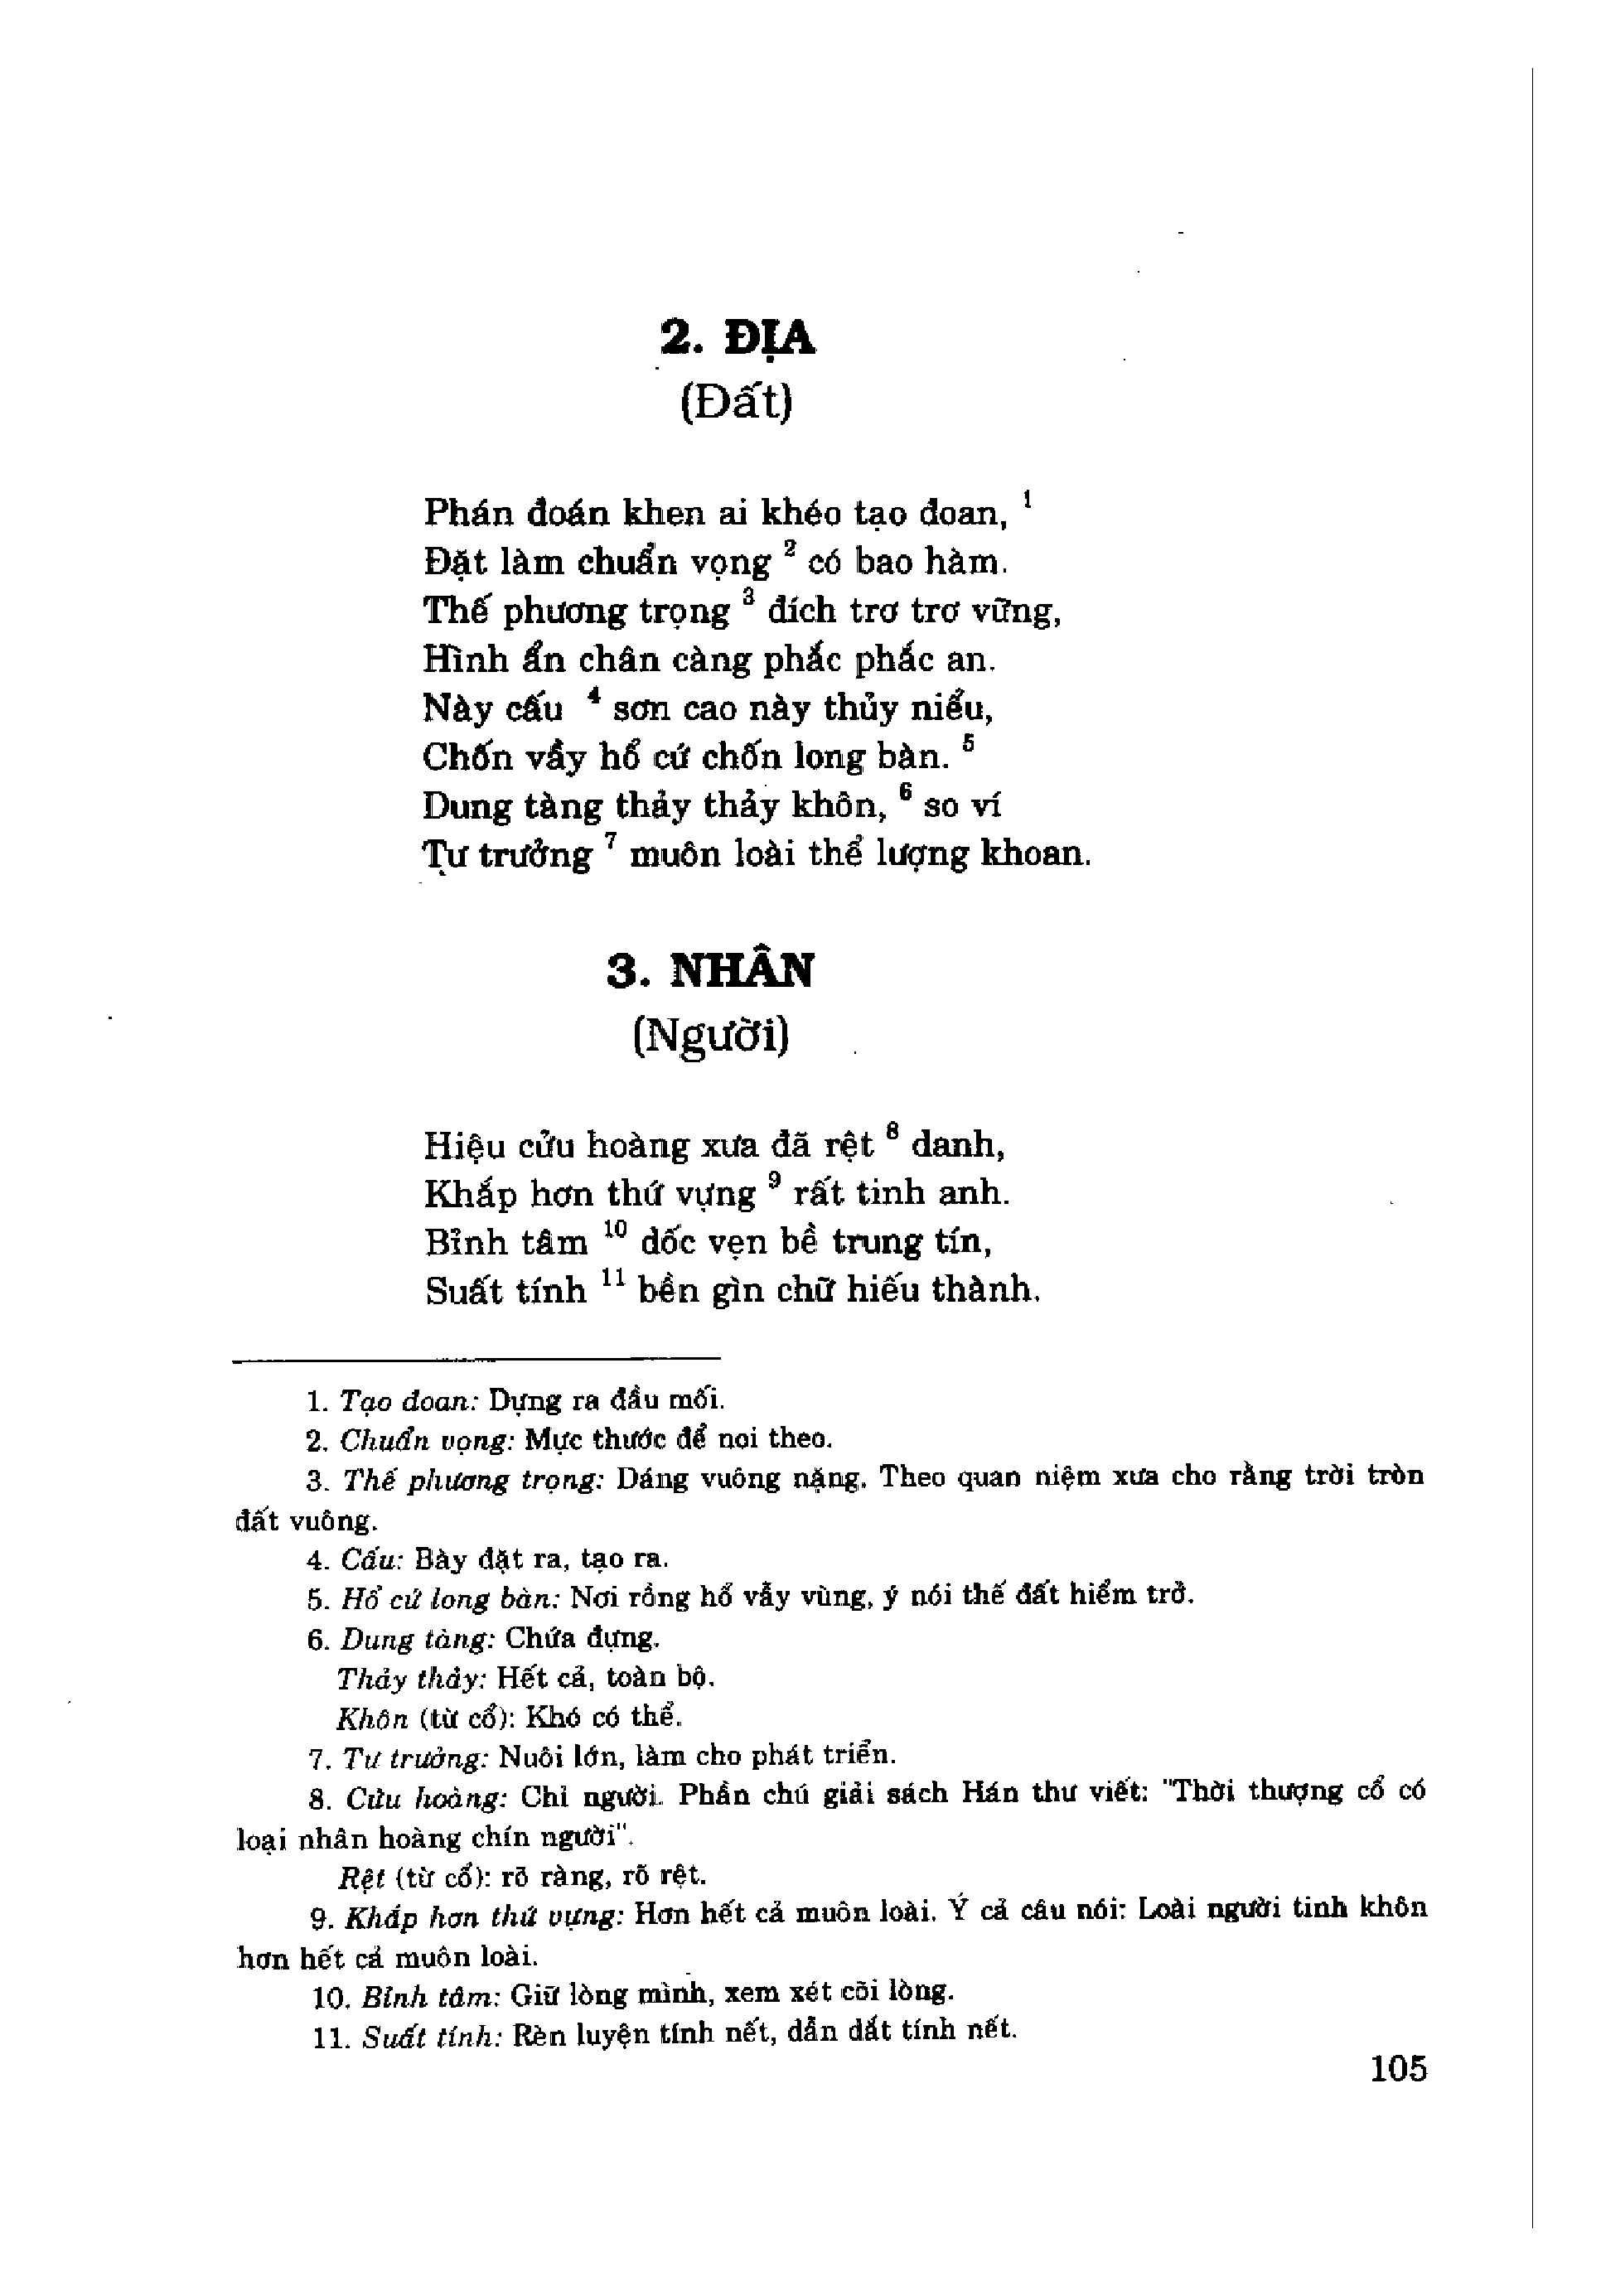 2. ĐỊA
(Đất)
Phán đoán khen ai khéo tạo đoan, 1
Đặt làm chuẩn vọng 2 có bao hàm.
Thế phương trọng 3 đích trơ trơ vững,
Hình ẩn chân càng phắc phắc an.
Này cấu 4 sơn cao này thủy niểu,
Chốn vầy hổ cứ chốn long bàn. 5
Dung tàng thảy thảy khôn, 6 so ví
Tư trưởng 7 muôn loài thể lượng khoan.
3. NHÂN
(Người)
Hiệu cửu hoàng xưa đã rệt 8 danh,
Khắp hơn thứ vựng 9 rất tinh anh.
Bỉnh tâm 10 dốc vẹn bề trung tín,
Suất tính 11 bền gìn chữ hiếu thành.
1. Tạo đoan: Dựng ra đầu mối.
2. Chuẩn vọng: Mực thước để noi theo.
3. Thế phương trọng: Dáng vuông nặng. Theo quan niệm xưa cho rằng trời tròn
đất vuông.
4. Cấu: Bày đặt ra, tạo ra.
5. Hổ cứ long bàn: Nơi rồng hổ vẫy vùng, ý nói thế đất hiểm trở.
6. Dung tàng: Chứa đựng.
Thảy thảy: Hết cả, toàn bộ.
Khôn (từ cổ): Khó có thể.
7. Tư trưởng: Nuôi lớn, làm cho phát triển.
8. Cửu hoàng: Chỉ người. Phần chú giải sách Hán thư viết: "Thời thượng cổ có
loại nhân hoàng chín người".
Rệt (từ cổ): rõ ràng, rõ rệt.
9. Khắp hơn thứ vựng: Hơn hết cả muôn loài. Ý cả câu nói: Loài người tinh khôn
hơn hết cả muôn loài.
10. Bỉnh tâm: Giữ lòng mình, xem xét cõi lòng.
11. Suất tính: Rèn luyện tính nết, dẫn dắt tính nết.
105